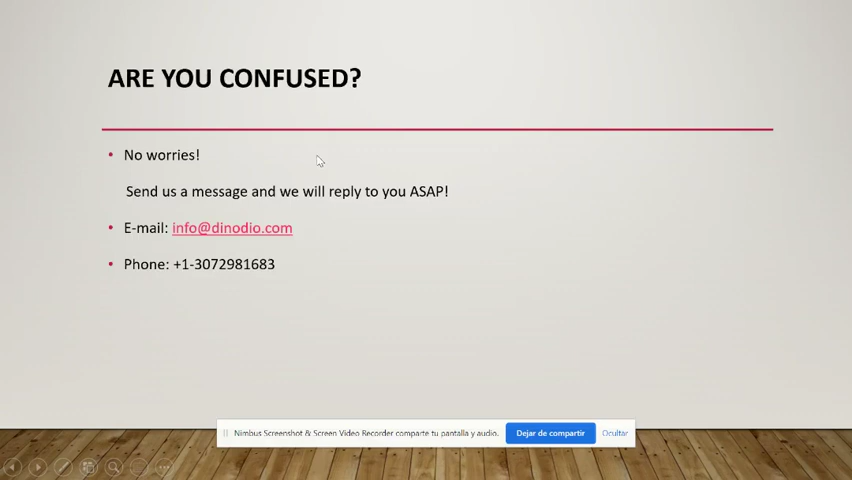 ARE YOU CONFUSED?
• No worries!
Send us a message and we will reply to you ASAP!
• E-mail: info@dinodio.com
• Phone: +1-3072981683
Nimbus Screenshot & Screen Video Recorder comparte tu pantalla y audio. Dejar de compartir Ocultar